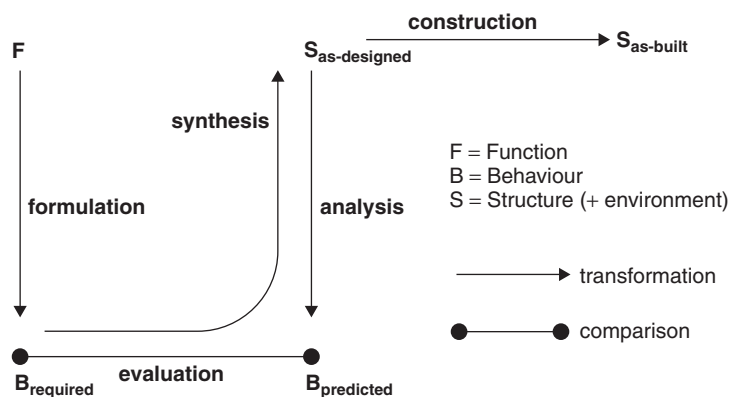 construction
F
S as-designed
S as-built
synthesis
F = Function
B = Behaviour
S = Structure (+ environment)
formulation
analysis
transformation
comparison
evaluation
B required
B predicted